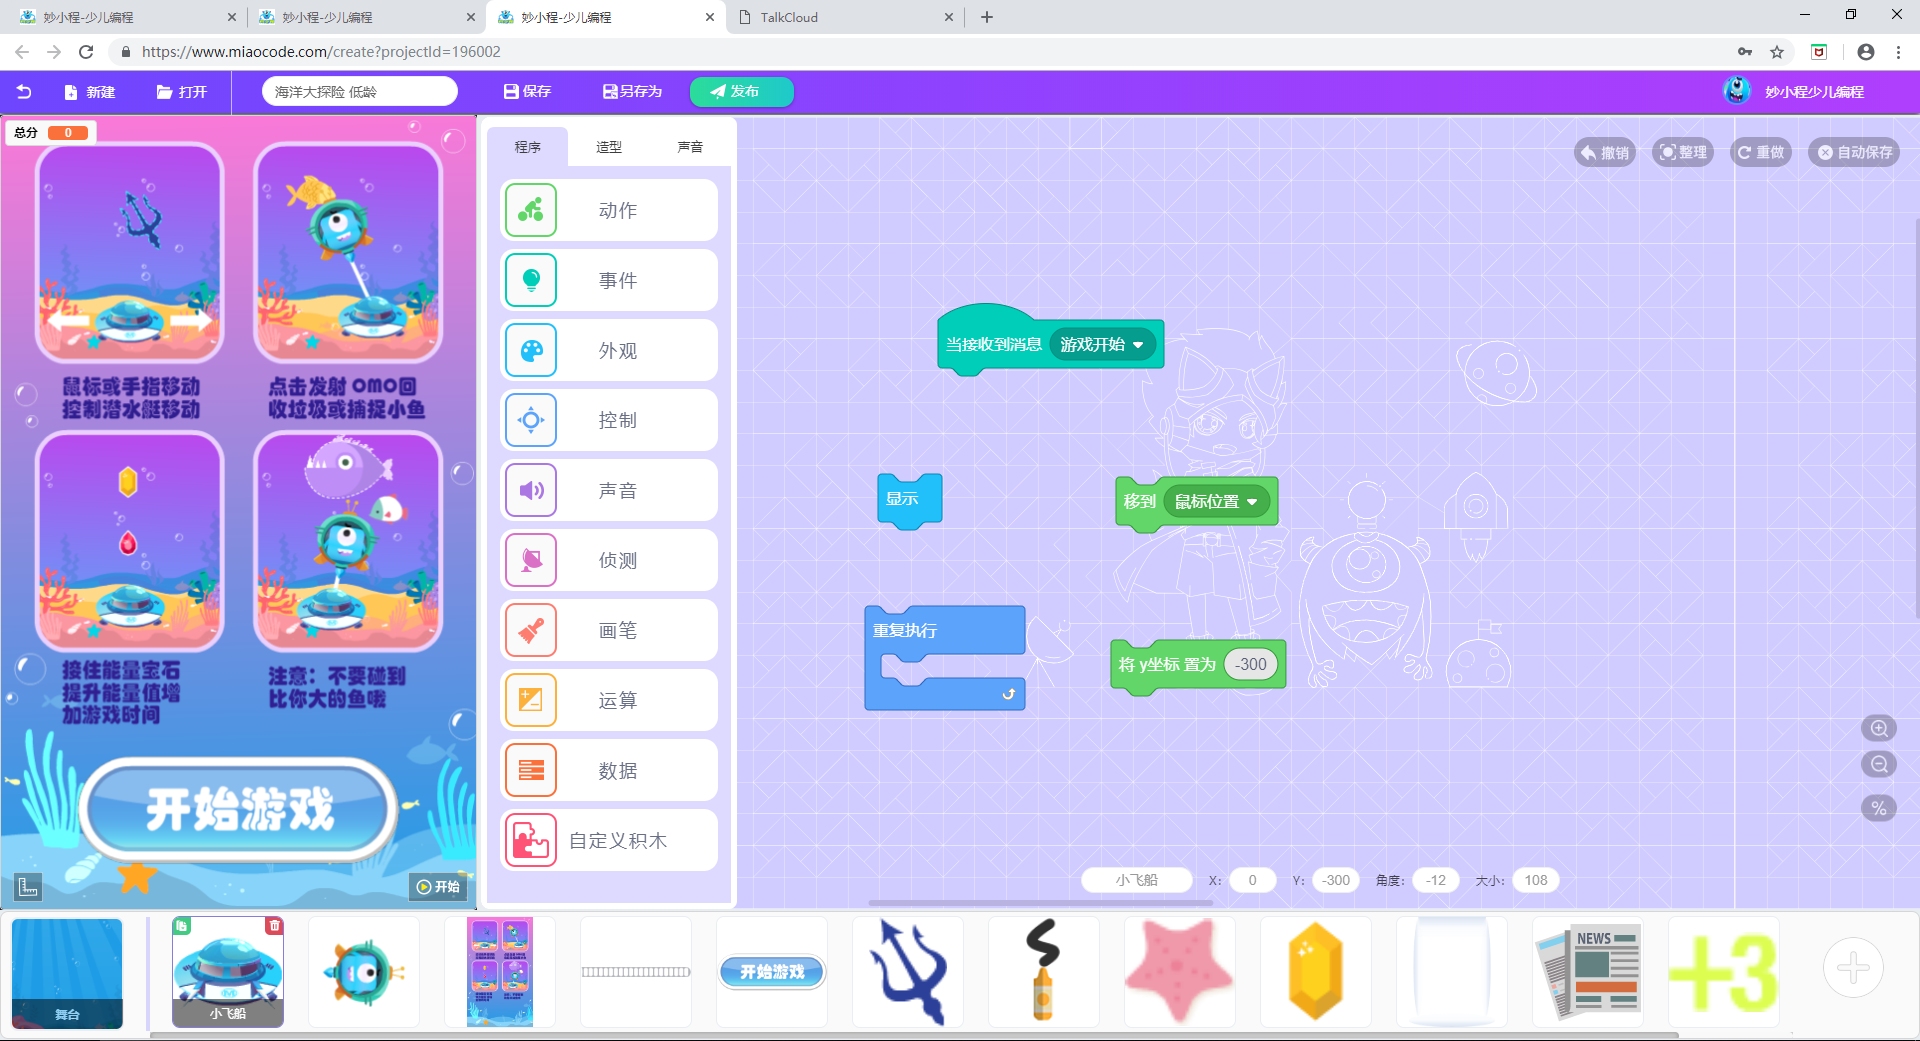 妙小程-少儿编程
妙小程-少儿编程
妙小程-少儿编程
TalkCloud
https://www.miaocode.com/create?projectId=196002
新建
打开
海洋大探险 低龄
保存
另存为
发布
妙小程少儿编程
总分 0
鼠标或手指移动
控制潜水艇移动
点击发射 OMO回
收垃圾或捕捉小鱼
接住能量宝石
提升能量值增
加游戏时间
注意：不要碰到
比你大的鱼哦
开始游戏
开始
程序
造型
声音
动作
事件
外观
控制
声音
侦测
画笔
运算
数据
自定义积木
撤销
整理
重做
自动保存
当接收到消息 游戏开始
显示
移到 鼠标位置
重复执行
将 y坐标 置为 -300
%
小飞船
X: 0
Y: -300
角度: -12
大小: 108
舞台
小飞船
开始游戏
NEWS
+3